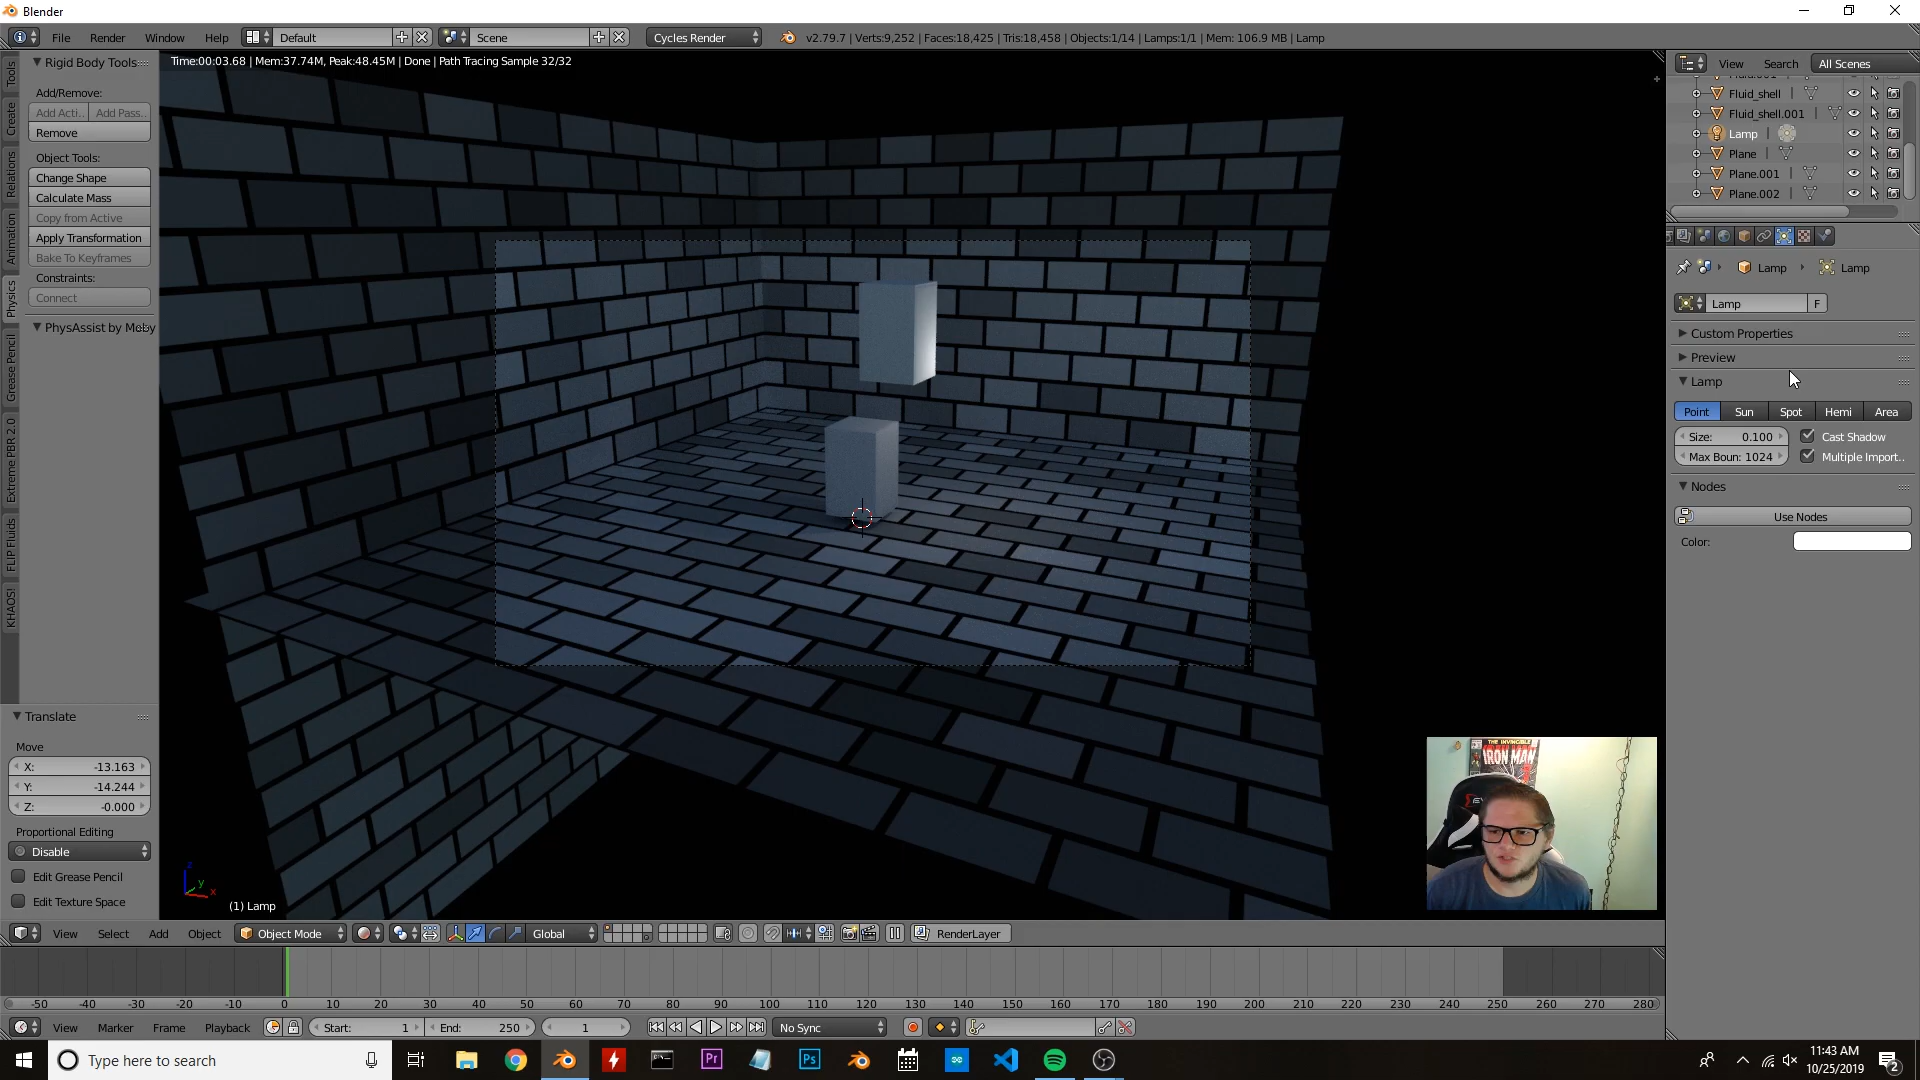 Blender
File Render Window Help Default Scene Cycles Render v2.79.7 | Verts:9,252 | Faces:18,425 | Tris:18,458 | Objects:1/14 | Lamps:1/1 | Mem: 106.9 MB | Lamp
Time:00:03.68 | Mem:37.74M, Peak:48.45M | Done | Path Tracing Sample 32/32
Tools
Create
Relations
Animation
Physics
Grease Pencil
Extreme PBR 2.0
FLIP Fluids
KHAOS!
Rigid Body Tools
Add/Remove:
Add Acti.. Add Pass..
Remove
Object Tools:
Change Shape
Calculate Mass
Copy from Active
Apply Transformation
Bake To Keyframes
Constraints:
Connect
PhysAssist by Moby
Translate
Move
X: -13.163
Y: -14.244
Z: -0.000
Proportional Editing
Disable
Edit Grease Pencil
Edit Texture Space
z
y
x
(1) Lamp
THE INVINCIBLE
IRON MAN
View Search All Scenes
Fluid_shell
Fluid_shell.001
Lamp
Plane
Plane.001
Plane.002
Lamp Lamp
Lamp F
Custom Properties
Preview
Lamp
Point Sun Spot Hemi Area
Size: 0.100 Cast Shadow
Max Boun: 1024 Multiple Import..
Nodes
Use Nodes
Color:
View Select Add Object Object Mode Global RenderLayer
-50 -40 -30 -20 -10 0 10 20 30 40 50 60 70 80 90 100 110 120 130 140 150 160 170 180 190 200 210 220 230 240 250 260 270 280
View Marker Frame Playback Start: 1 End: 250 1 No Sync
Type here to search
Pr
Ps
11:43 AM
10/25/2019
2